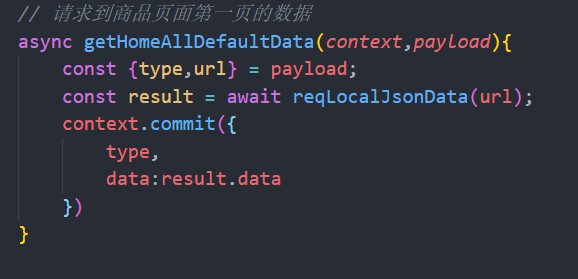 // 请求到商品页面第一页的数据
async getHomeAllDefaultData(context,payload){
const {type,url} = payload;
const result = await reqLocalJsonData(url);
context.commit({
type,
data:result.data
})
}